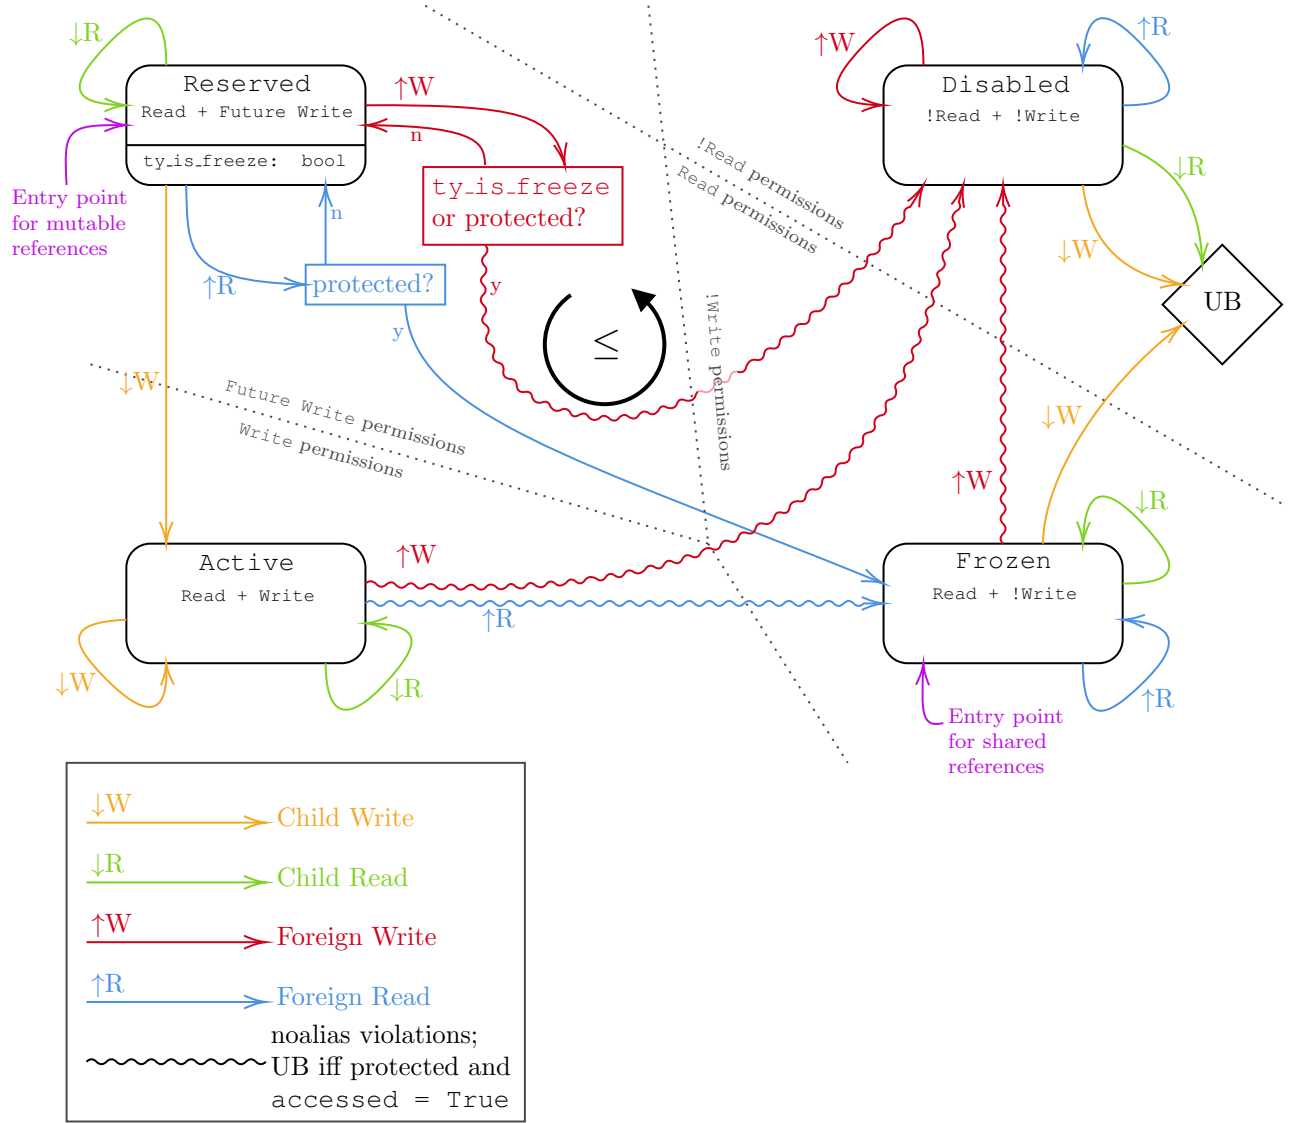 ↓R
Reserved
Read + Future Write
ty_is_freeze: bool
Entry point
for mutable
references
↑W
n
ty_is_freeze
or protected?
y
n
↑R
protected?
y
≤
↑W
Disabled
!Read + !Write
↑R
↓R
↓W
UB
!Read permissions
Read permissions
!Write permissions
↓W
Future Write permissions
Write permissions
↓W
↑W
Active
Read + Write
↑W
↑R
↓W
↓R
Frozen
Read + !Write
↓R
↑R
Entry point
for shared
references
↓W
Child Write
↓R
Child Read
↑W
Foreign Write
↑R
Foreign Read
noalias violations;
UB iff protected and
accessed = True